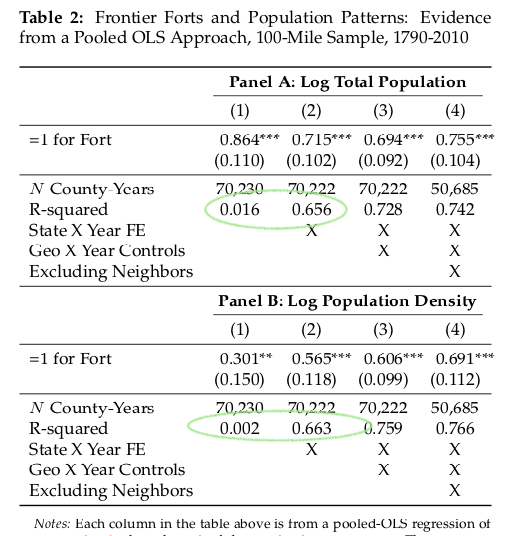 Table 2: Frontier Forts and Population Patterns: Evidence
from a Pooled OLS Approach, 100-Mile Sample, 1790-2010
Panel A: Log Total Population
(1) (2) (3) (4)
=1 for Fort 0.864*** 0.715*** 0.694*** 0.755***
(0.110) (0.102) (0.092) (0.104)
N County-Years 70,230 70,222 70,222 50,685
R-squared 0.016 0.656 0.728 0.742
State X Year FE X X X
Geo X Year Controls X X
Excluding Neighbors X
Panel B: Log Population Density
(1) (2) (3) (4)
=1 for Fort 0.301** 0.565*** 0.606*** 0.691***
(0.150) (0.118) (0.099) (0.112)
N County-Years 70,230 70,222 70,222 50,685
R-squared 0.002 0.663 0.759 0.766
State X Year FE X X X
Geo X Year Controls X X
Excluding Neighbors X
Notes: Each column in the table above is from a pooled-OLS regression of